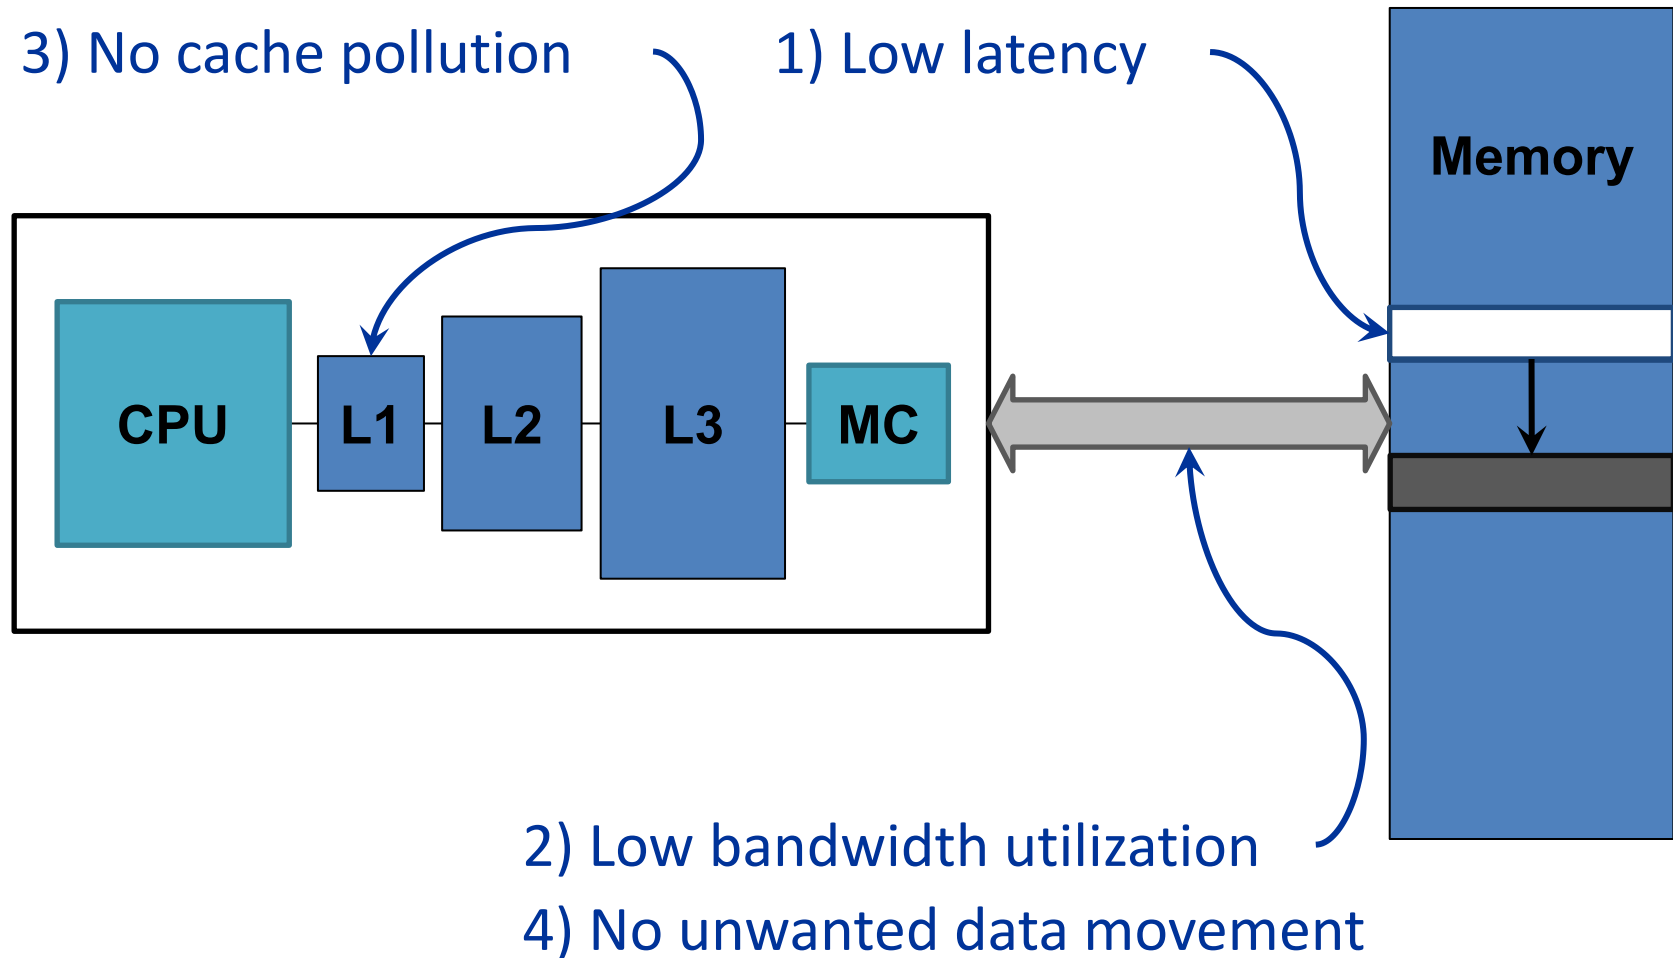 3) No cache pollution
1) Low latency
Memory
CPU
L1
L2
L3
MC
2) Low bandwidth utilization
4) No unwanted data movement